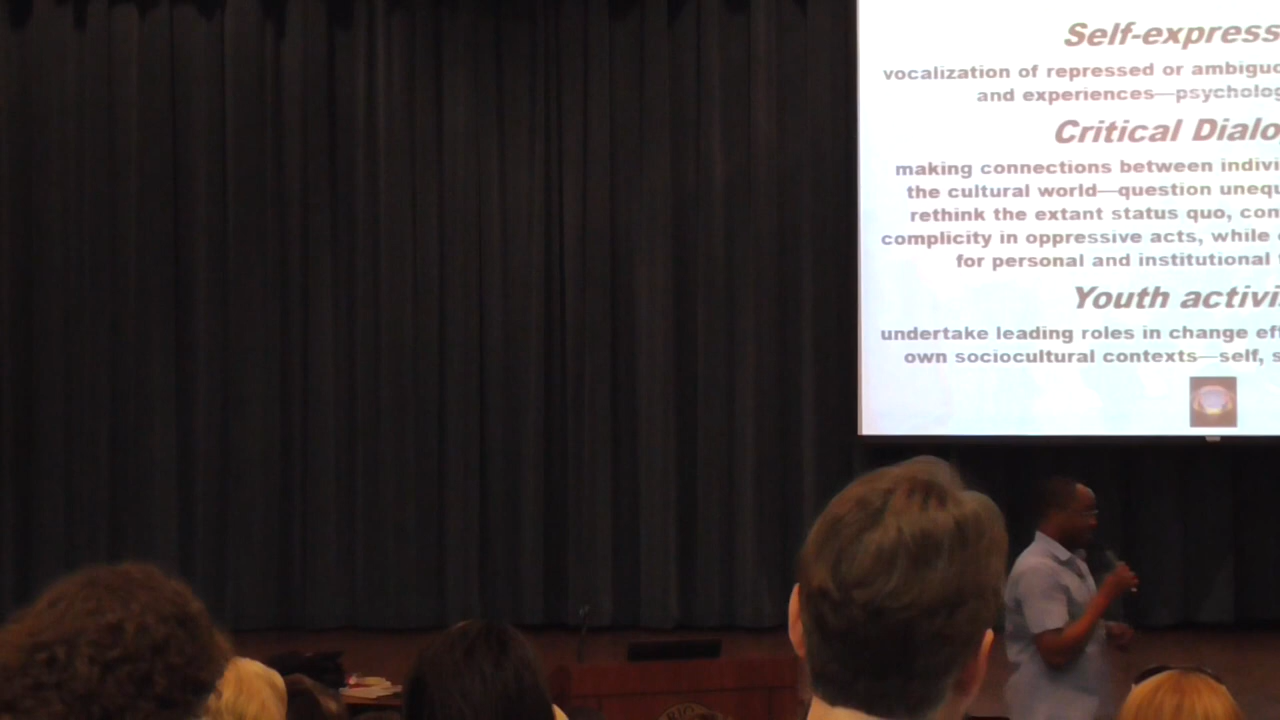 Self-express
vocalization of repressed or ambiguo
and experiences—psycholog
Critical Dialo
making connections between indivi
the cultural world—question unequ
rethink the extant status quo, con
complicity in oppressive acts, while
for personal and institutional
Youth activi
undertake leading roles in change eff
own sociocultural contexts—self, s